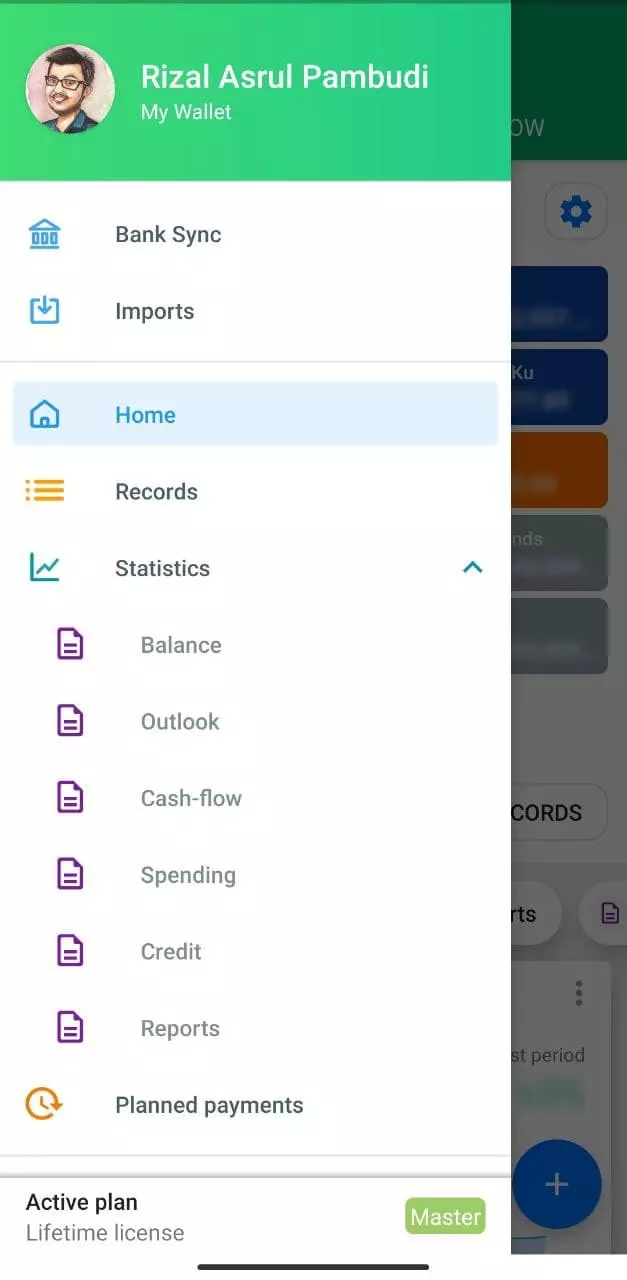 Rizal Asrul Pambudi
My Wallet
OW
Bank Sync
Imports
Ku
Home
Records
nds
Statistics
Balance
Outlook
Cash-flow
CORDS
Spending
rts
Credit
Reports
st period
Planned payments
Active plan
Lifetime license
Master